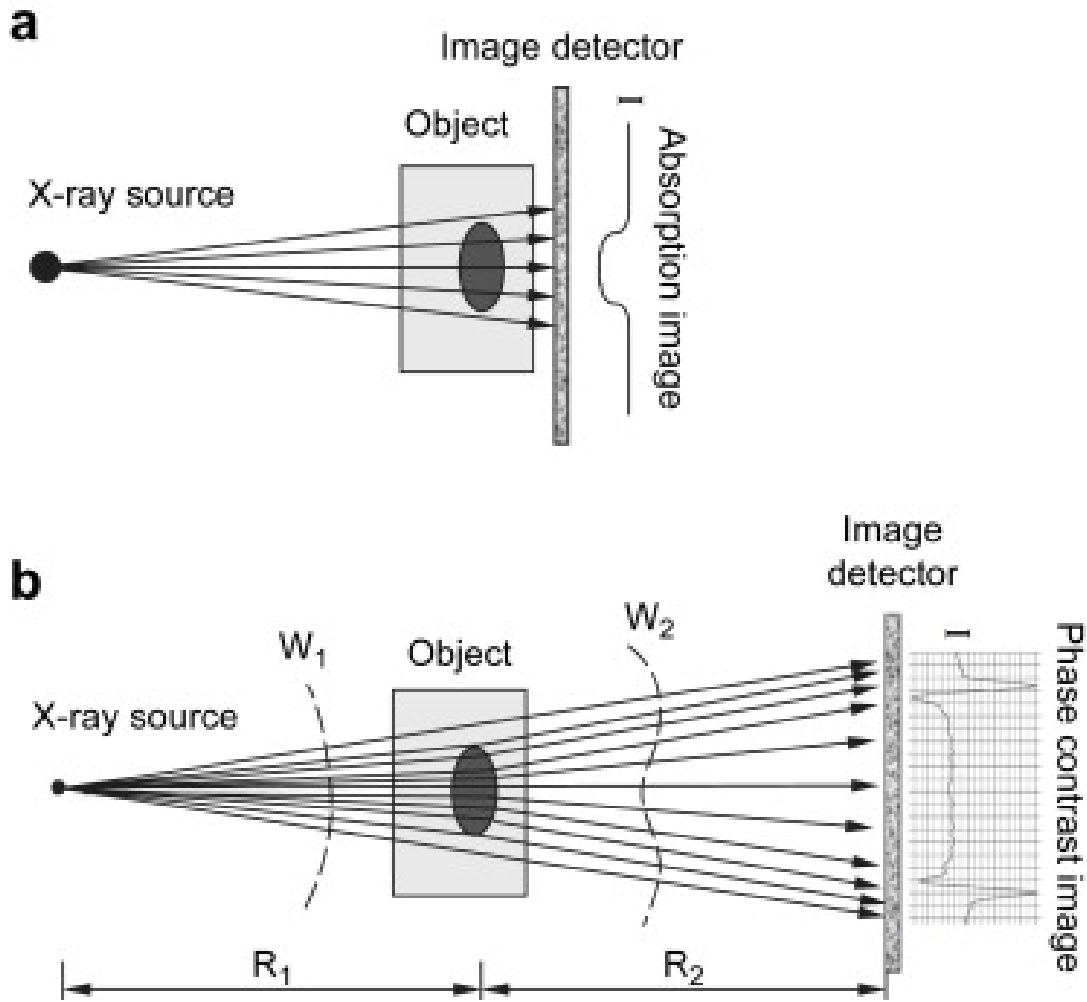 a
Image detector
Object
X-ray source
I
Absorption image
b
Image
detector
W1
Object
W2
X-ray source
I
Phase contrast image
R1
R2